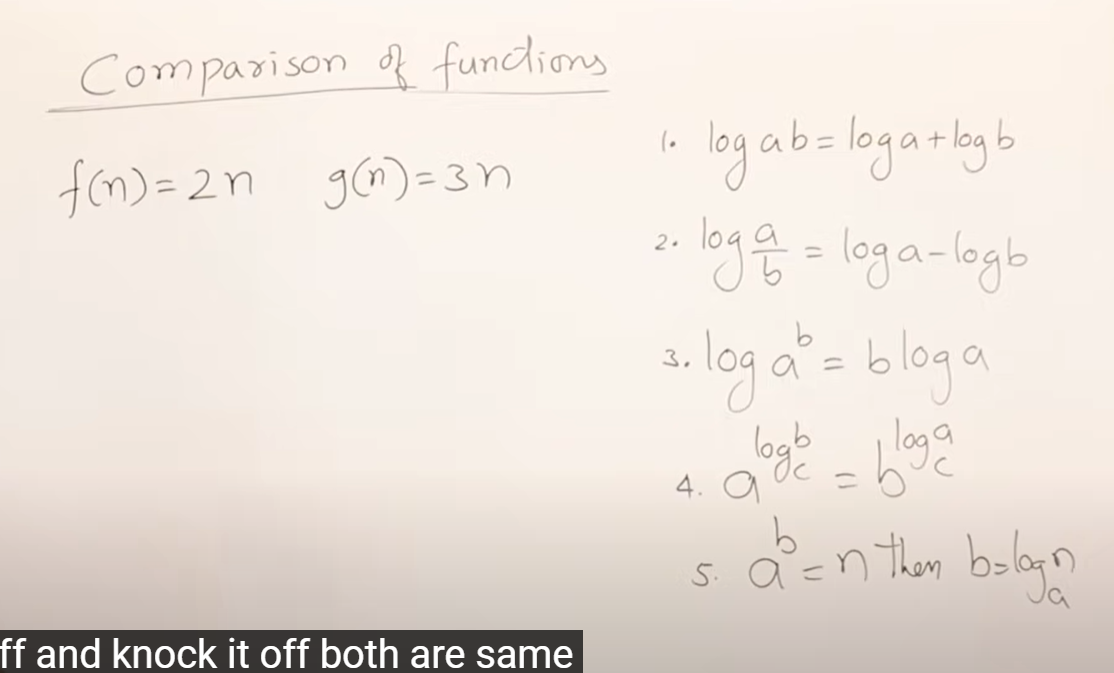 Comparison of functions
f(n) = 2n g(n) = 3n
1. log ab = log a + log b
2. log a/b = log a - log b
3. log a^b = b log a
4. a^(log_c b) = b^(log_c a)
5. a^b = n then b = log_a n
ff and knock it off both are same